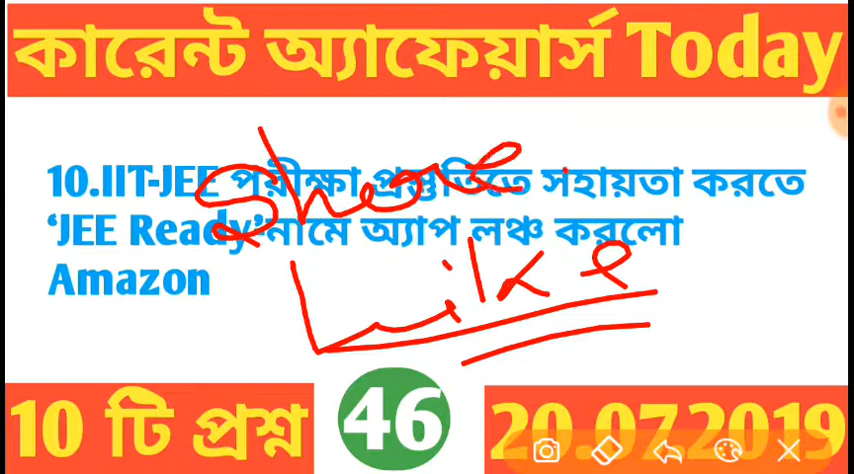 কারেন্ট অ্যাফেয়ার্স Today
10.IIT-JEE পরীক্ষা প্রস্তুতিতে সহায়তা করতে
‘JEE Ready’নামে অ্যাপ লঞ্চ করলো
Amazon
Share
Like
10 টি প্রশ্ন
46
20.07.2019